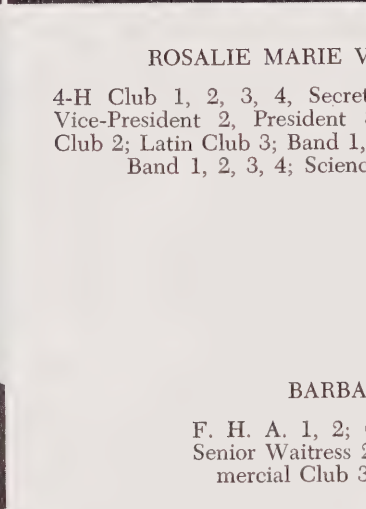 ROSALIE MARIE V
4-H Club 1, 2, 3, 4, Secret
Vice-President 2, President
Club 2; Latin Club 3; Band 1,
Band 1, 2, 3, 4; Scienc
BARBA
F. H. A. 1, 2;
Senior Waitress 2
mercial Club 3